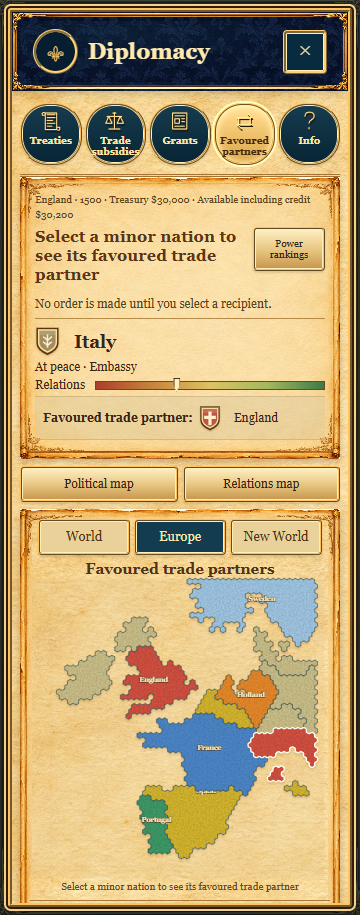 Diplomacy
×
Treaties
Trade
subsidies
Grants
Favoured
partners
Info
England · 1500 · Treasury $30,000 · Available including credit
$30,200
Select a minor nation to
see its favoured trade
partner
Power
rankings
No order is made until you select a recipient.
Italy
At peace · Embassy
Relations
Favoured trade partner:
England
Political map
Relations map
World
Europe
New World
Favoured trade partners
Sweden
England
Holland
France
Portugal
Select a minor nation to see its favoured trade partner